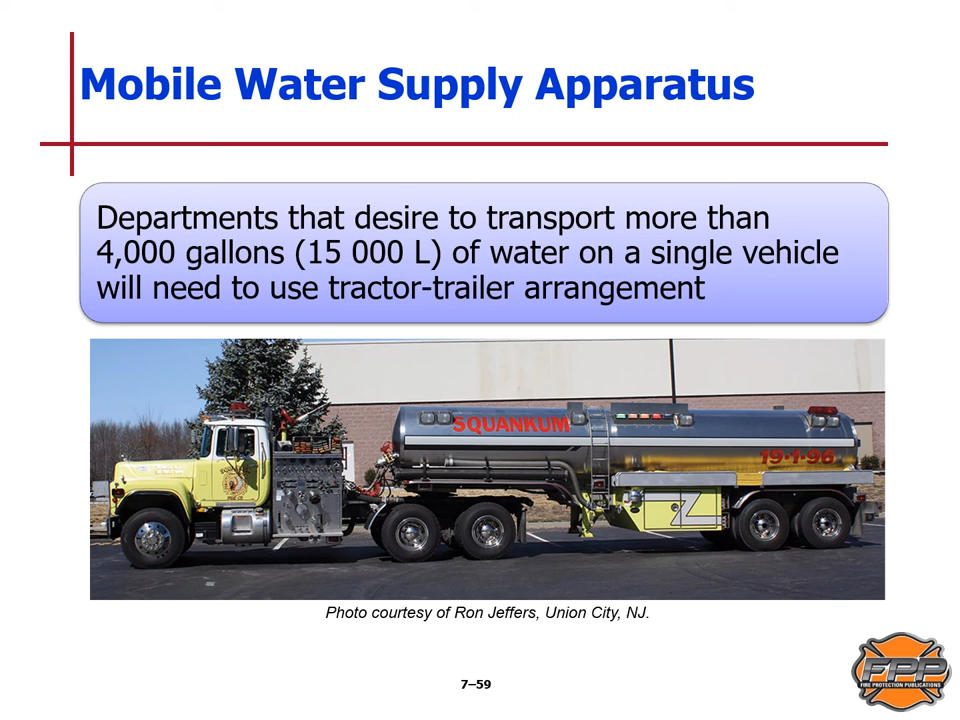 Mobile Water Supply Apparatus
Departments that desire to transport more than
4,000 gallons (15 000 L) of water on a single vehicle
will need to use tractor-trailer arrangement
SQUANKUM
19-1-96
Photo courtesy of Ron Jeffers, Union City, NJ.
7–59
FPP
FIRE PROTECTION PUBLICATIONS